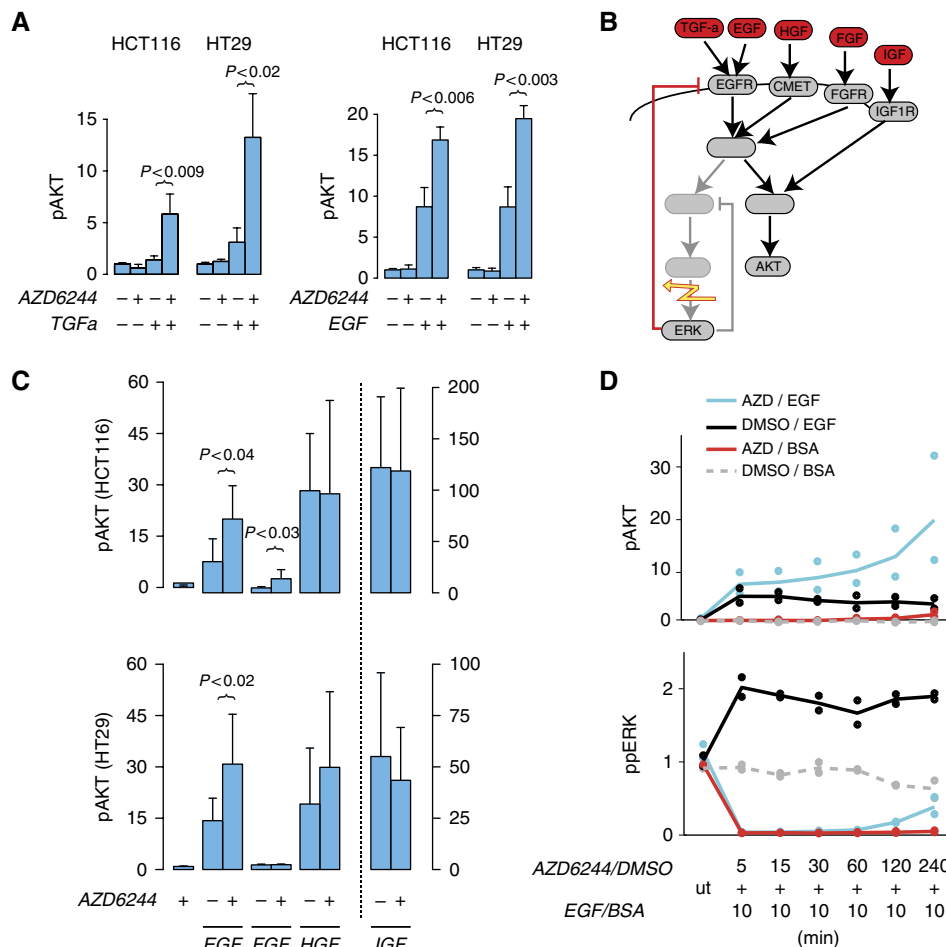 A
HCT116 HT29
P<0.02
P<0.009
pAKT
15
10
5
0
AZD6244 − + − + − + − +
TGFa − − + + − − + +
HCT116 HT29
P<0.003
P<0.006
pAKT
20
15
10
5
0
AZD6244 − + − + − + − +
EGF − − + + − − + +
B
TGF-a EGF HGF FGF IGF
EGFR CMET FGFR IGF1R
AKT
ERK
C
pAKT (HCT116)
60
45
30
15
0
P<0.04
P<0.03
200
150
100
50
0
pAKT (HT29)
60
45
30
15
0
P<0.02
100
75
50
25
0
AZD6244 + − + − + − + − +
EGF FGF HGF IGF
D
AZD / EGF
DMSO / EGF
AZD / BSA
DMSO / BSA
pAKT
30
20
10
0
ppERK
2
1
0
AZD6244/DMSO 5 15 30 60 120 240
ut + + + + + +
EGF/BSA 10 10 10 10 10 10
(min)